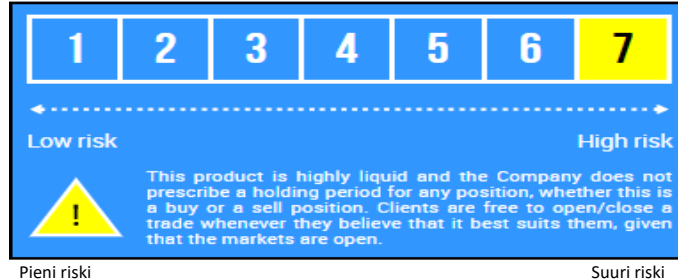 1 2 3 4 5 6 7
Low risk High risk
This product is highly liquid and the Company does not
prescribe a holding period for any position, whether this is
a buy or a sell position. Clients are free to open/close a
trade whenever they believe that it best suits them, given
that the markets are open.
!
Pieni riski Suuri riski